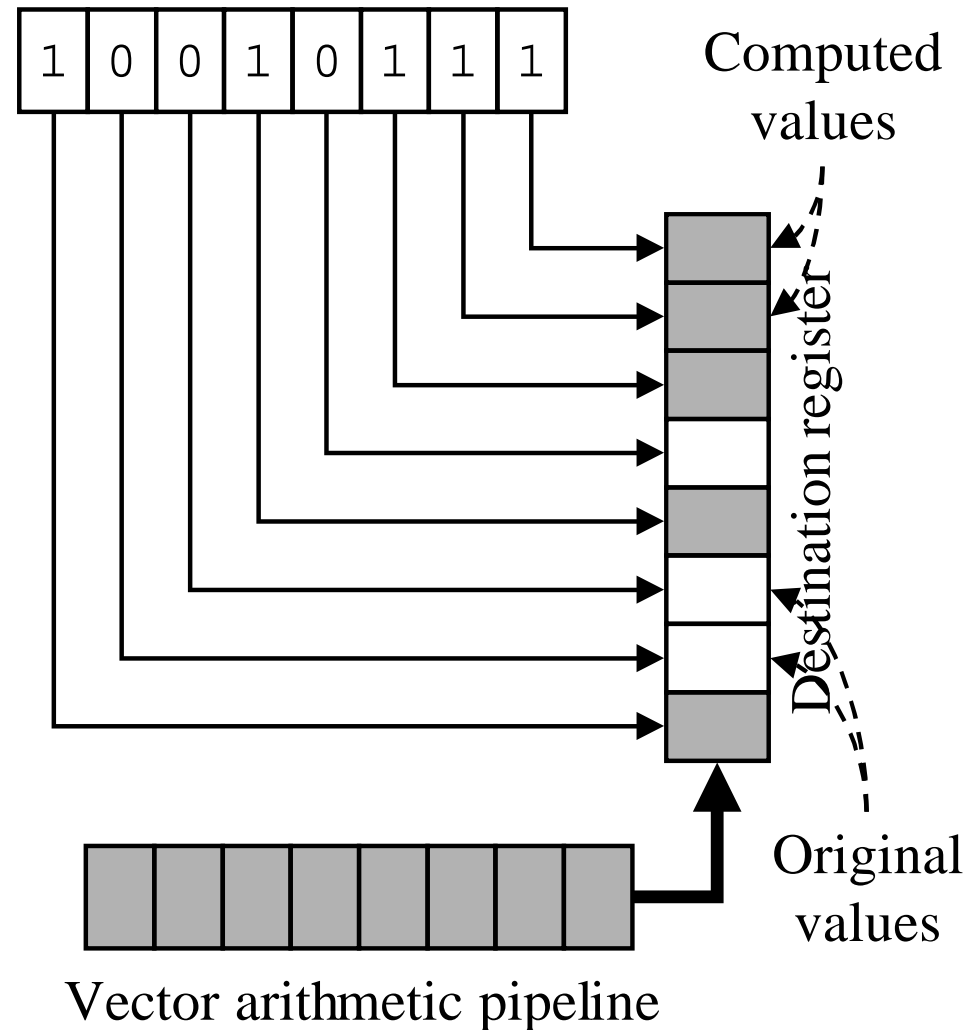 1 0 0 1 0 1 1 1
Computed
values
Destination register
Original
values
Vector arithmetic pipeline